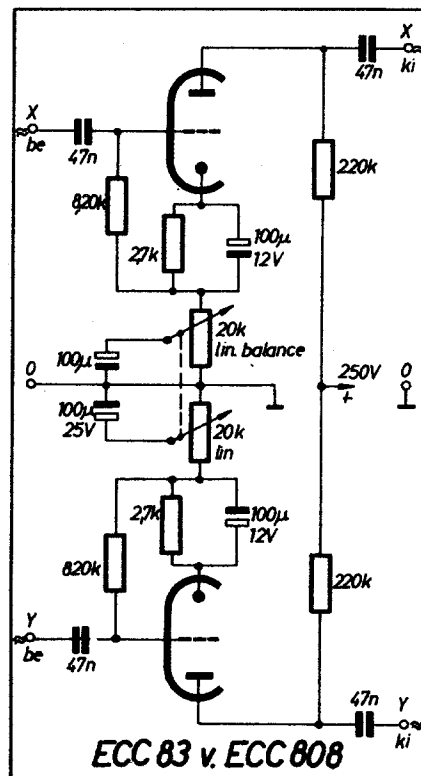 X
47n
ki
X
be
47n
220k
820k
2,7k
100μ
12V
20k
lin. balance
100μ
0
250V
+
0
100μ
25V
20k
lin
2,7k
100μ
12V
820k
220k
Y
be
47n
47n
Y
ki
ECC 83 v. ECC 808